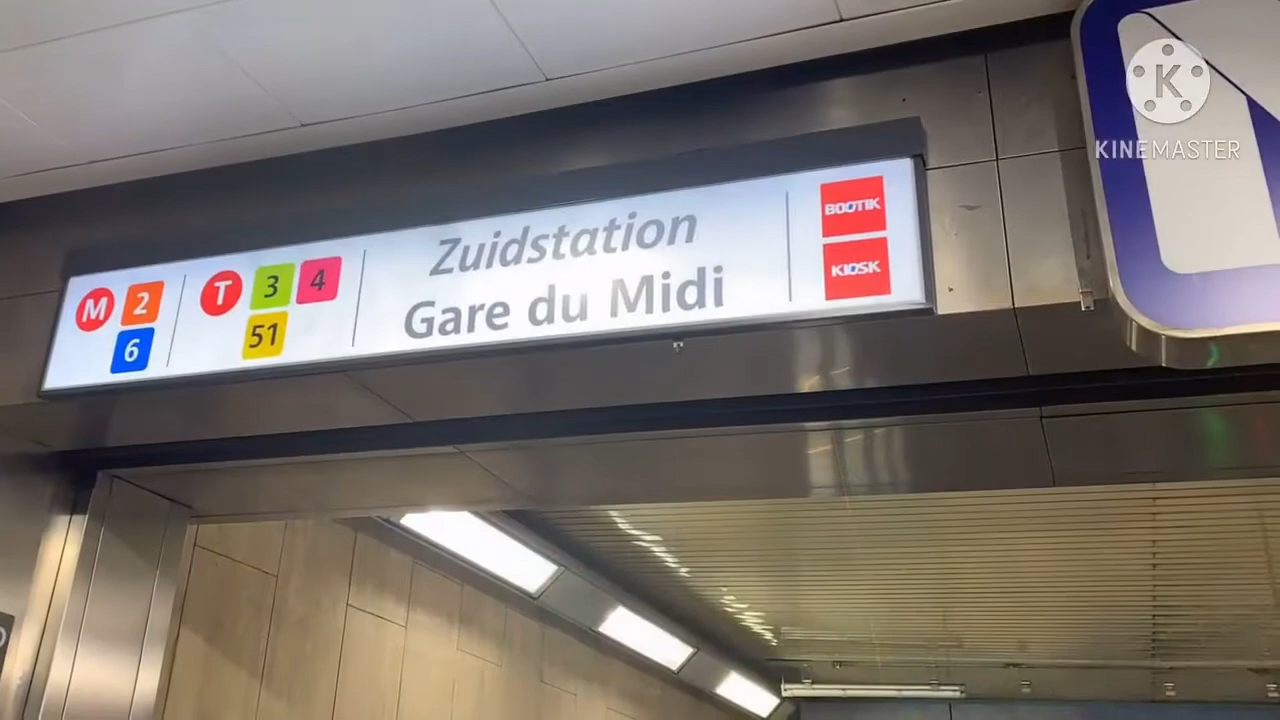 M 2
6
T 3 4
51
Zuidstation
Gare du Midi
BOOTIK
KIOSK
K
KINEMASTER